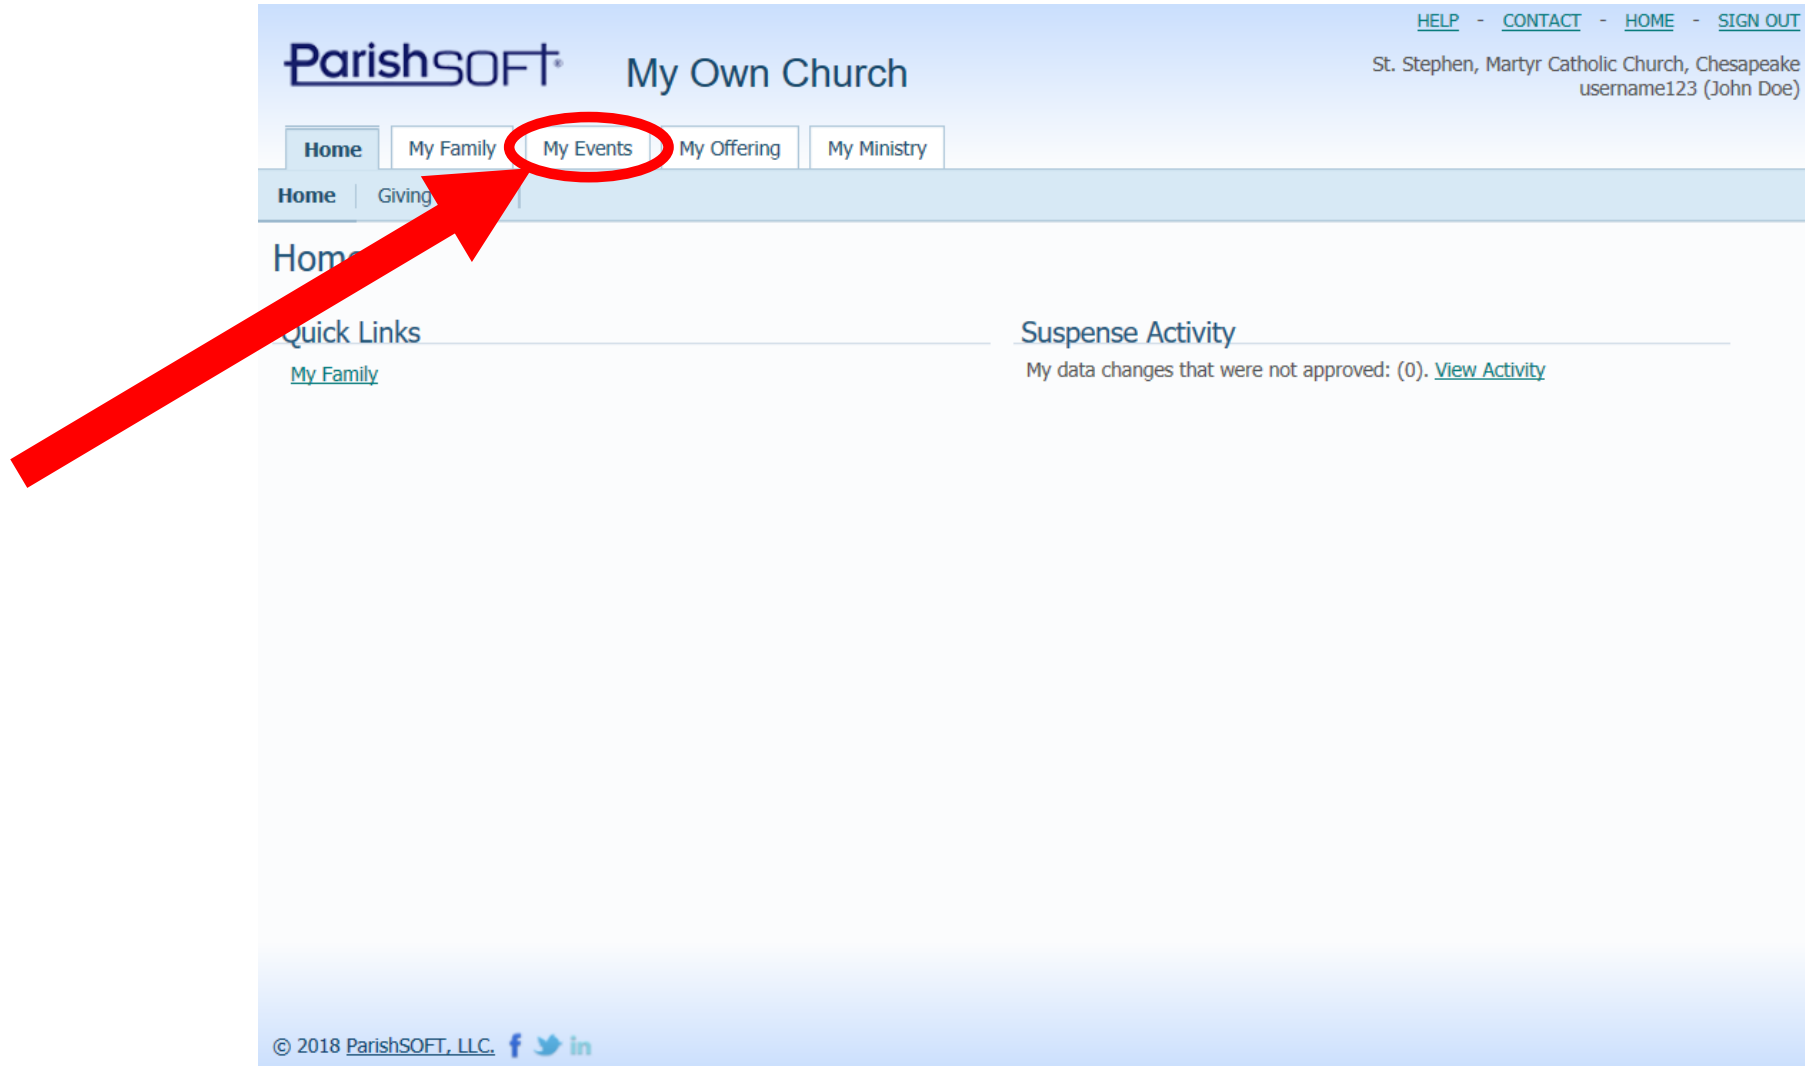 HELP - CONTACT - HOME - SIGN OUT
ParishSOFT® My Own Church
St. Stephen, Martyr Catholic Church, Chesapeake
username123 (John Doe)
Home My Family My Events My Offering My Ministry
Home Giving
Home
Quick Links
My Family
Suspense Activity
My data changes that were not approved: (0). View Activity
© 2018 ParishSOFT, LLC. f in